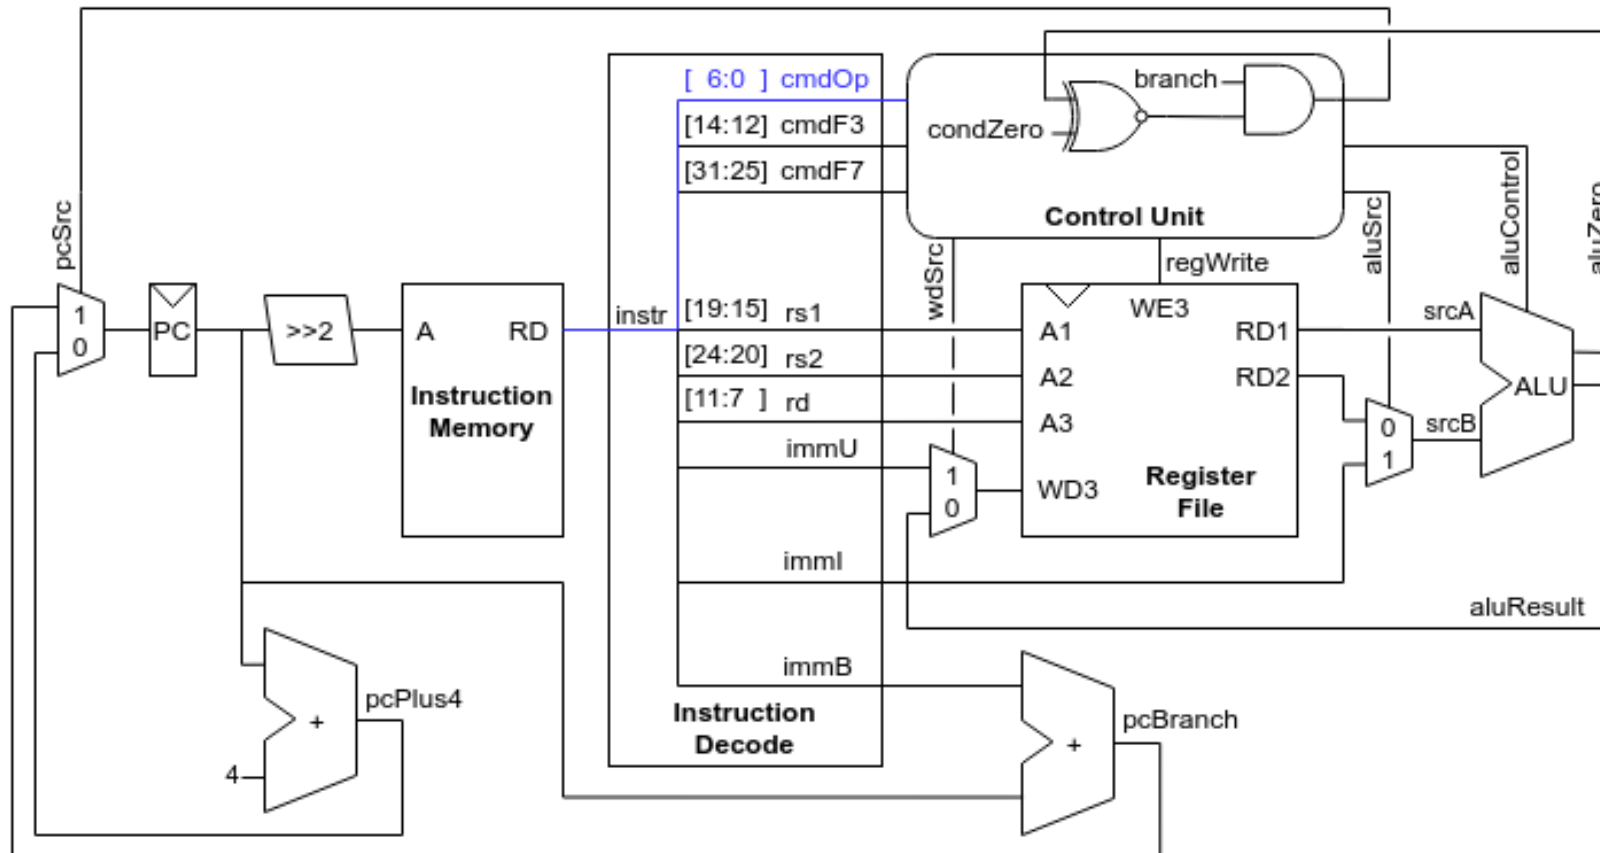 [ 6:0 ] cmdOp
branch
[14:12] cmdF3
condZero
[31:25] cmdF7
Control Unit
pcSrc
wdSrc
regWrite
aluSrc
aluControl
aluZero
1
0
PC
>>2
A
RD
Instruction
Memory
instr
[19:15] rs1
[24:20] rs2
[11:7 ] rd
immU
1
0
A1
A2
A3
WD3
WE3
RD1
RD2
Register
File
srcA
0
1
srcB
ALU
immI
aluResult
immB
Instruction
Decode
pcPlus4
+
4
pcBranch
+